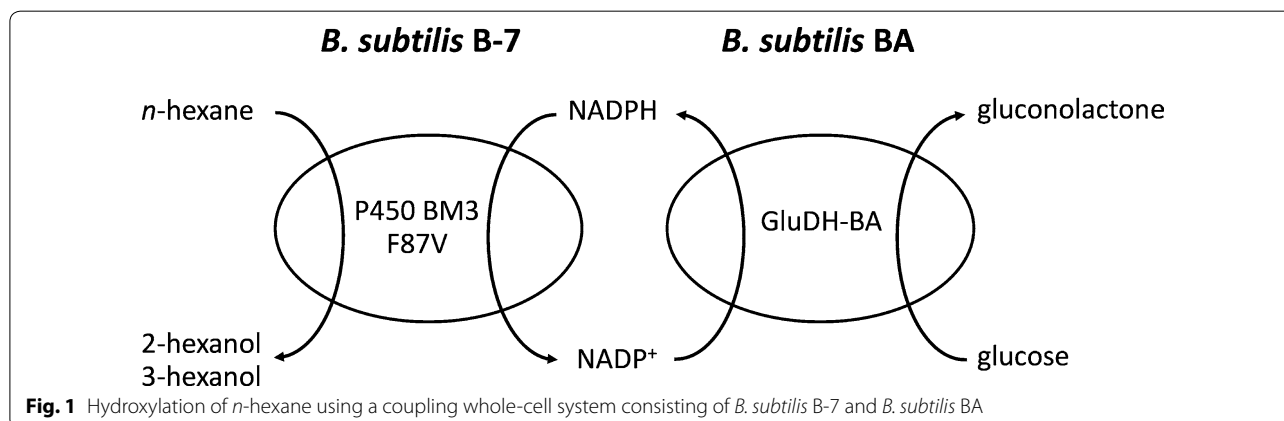 B. subtilis B-7
B. subtilis BA
n-hexane
NADPH
gluconolactone
P450 BM3
F87V
GluDH-BA
2-hexanol
3-hexanol
NADP+
glucose
Fig. 1 Hydroxylation of n-hexane using a coupling whole-cell system consisting of B. subtilis B-7 and B. subtilis BA